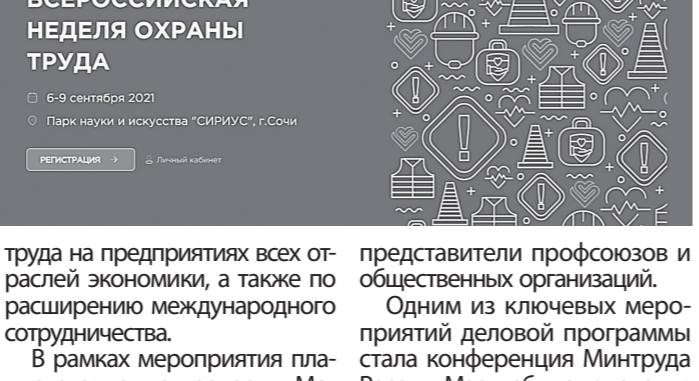 ВСЕРОССИЙСКАЯ
НЕДЕЛЯ ОХРАНЫ
ТРУДА
6-9 сентября 2021
Парк науки и искусства "СИРИУС", г.Сочи
РЕГИСТРАЦИЯ →
Личный кабинет
труда на предприятиях всех от-
раслей экономики, а также по
расширению международного
сотрудничества.
В рамках мероприятия пла-
представители профсоюзов и
общественных организаций.
Одним из ключевых меро-
приятий деловой программы
стала конференция Минтруда